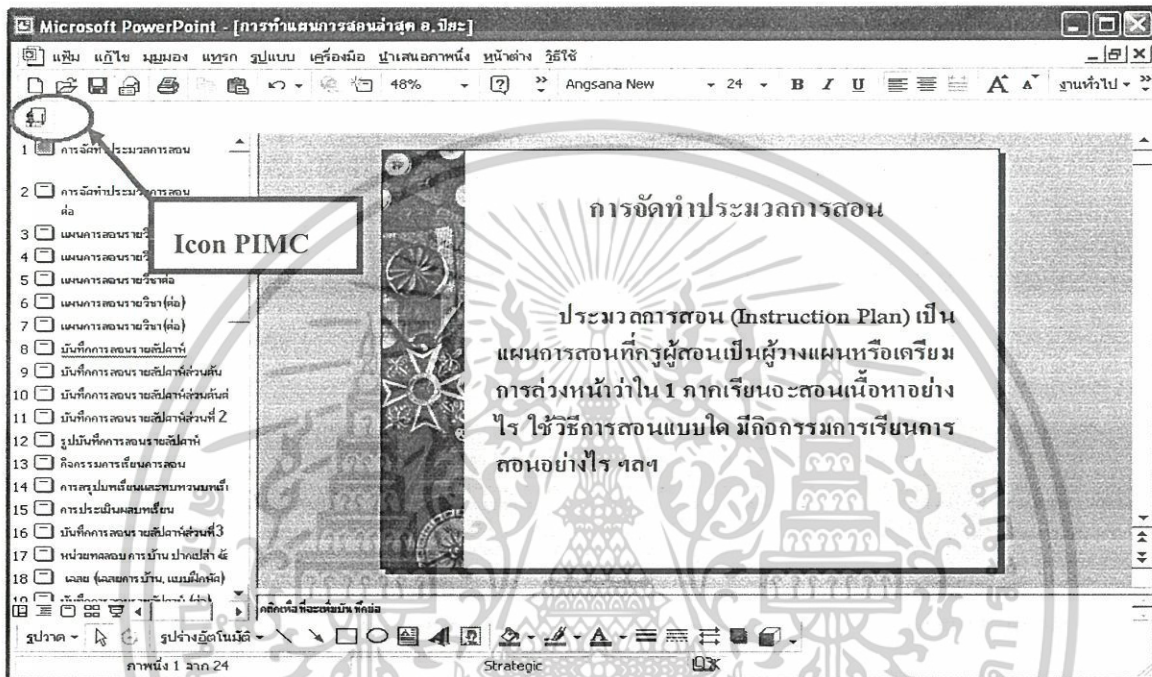 Microsoft PowerPoint - [การทำแผนการสอนล่าสุด อ.ปิยะ]
แฟ้ม แก้ไข มุมมอง แทรก รูปแบบ เครื่องมือ นำเสนอภาพนิ่ง หน้าต่าง วิธีใช้
48% Angsana New 24 B I U A A งานทั่วไป
1 การจัดทำประมวลการสอน
2 การจัดทำประมวลการสอน
ต่อ
3 แผนการสอนรายวิ
4 แผนการสอนรายวิ
5 แผนการสอนรายวิชาต่อ
6 แผนการสอนรายวิชา (ต่อ)
7 แผนการสอนรายวิชา (ต่อ)
8 บันทึกการสอนรายสัปดาห์
9 บันทึกการสอนรายสัปดาห์ส่วนต้น
10 บันทึกการสอนรายสัปดาห์ส่วนต้นต่
11 บันทึกการสอนรายสัปดาห์ส่วนที่ 2
12 รูปบันทึกการสอนรายสัปดาห์
13 กิจกรรมการเรียนการสอน
14 การสรุปบทเรียนและทบทวนบทเรี
15 การประเมินผลบทเรียน
16 บันทึกการสอนรายสัปดาห์ส่วนที่3
17 หน่วยทดสอบ การบ้าน
18 เฉลย (เฉลยการบ้าน, แบบฝึกหัด)
19 บันทึกการสอนรายสัปดาห์ (ต่อ)
Icon PIMC
การจัดทำประมวลการสอน
ประมวลการสอน (Instruction Plan) เป็น
แผนการสอนที่ครูผู้สอนเป็นผู้วางแผนหรือเตรียม
การล่วงหน้าว่าใน 1 ภาคเรียนจะสอนเนื้อหาอย่าง
ไร ใช้วิธีการสอนแบบใด มีกิจกรรมการเรียนการ
สอนอย่างไร ฯลฯ
คลิกเพื่อที่จะเพิ่มบันทึกย่อ
รูปวาด รูปร่างอัตโนมัติ
ภาพนิ่ง 1 จาก 24 Strategic